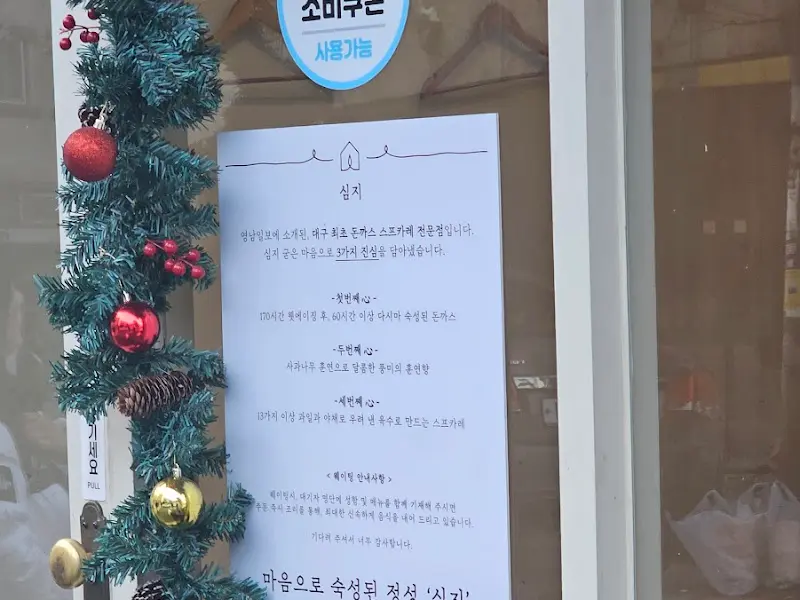 소비쿠폰
사용가능
심지
영남일보에 소개된, 대구 최초 돈까스 스프카레 전문점입니다.
심지 굳은 마음으로 3가지 진심을 담아냈습니다.
- 첫번째 心 -
170시간 웻에이징 후, 60시간 이상 다시마 숙성된 돈까스
- 두번째 心 -
사과나무 훈연으로 달콤한 풍미의 훈연향
- 세번째 心 -
13가지 이상 과일과 야채로 우려 낸 육수로 만드는 스프카레
< 웨이팅 안내사항 >
웨이팅시, 대기자 명단에 성함 및 메뉴를 함께 기재해 주시면
주문 즉시 조리를 통해, 최대한 신속하게 음식을 내어 드리고 있습니다.
기다려 주셔서 너무 감사합니다.
마음으로 숙성된 정성 '심지'
기세요
PULL